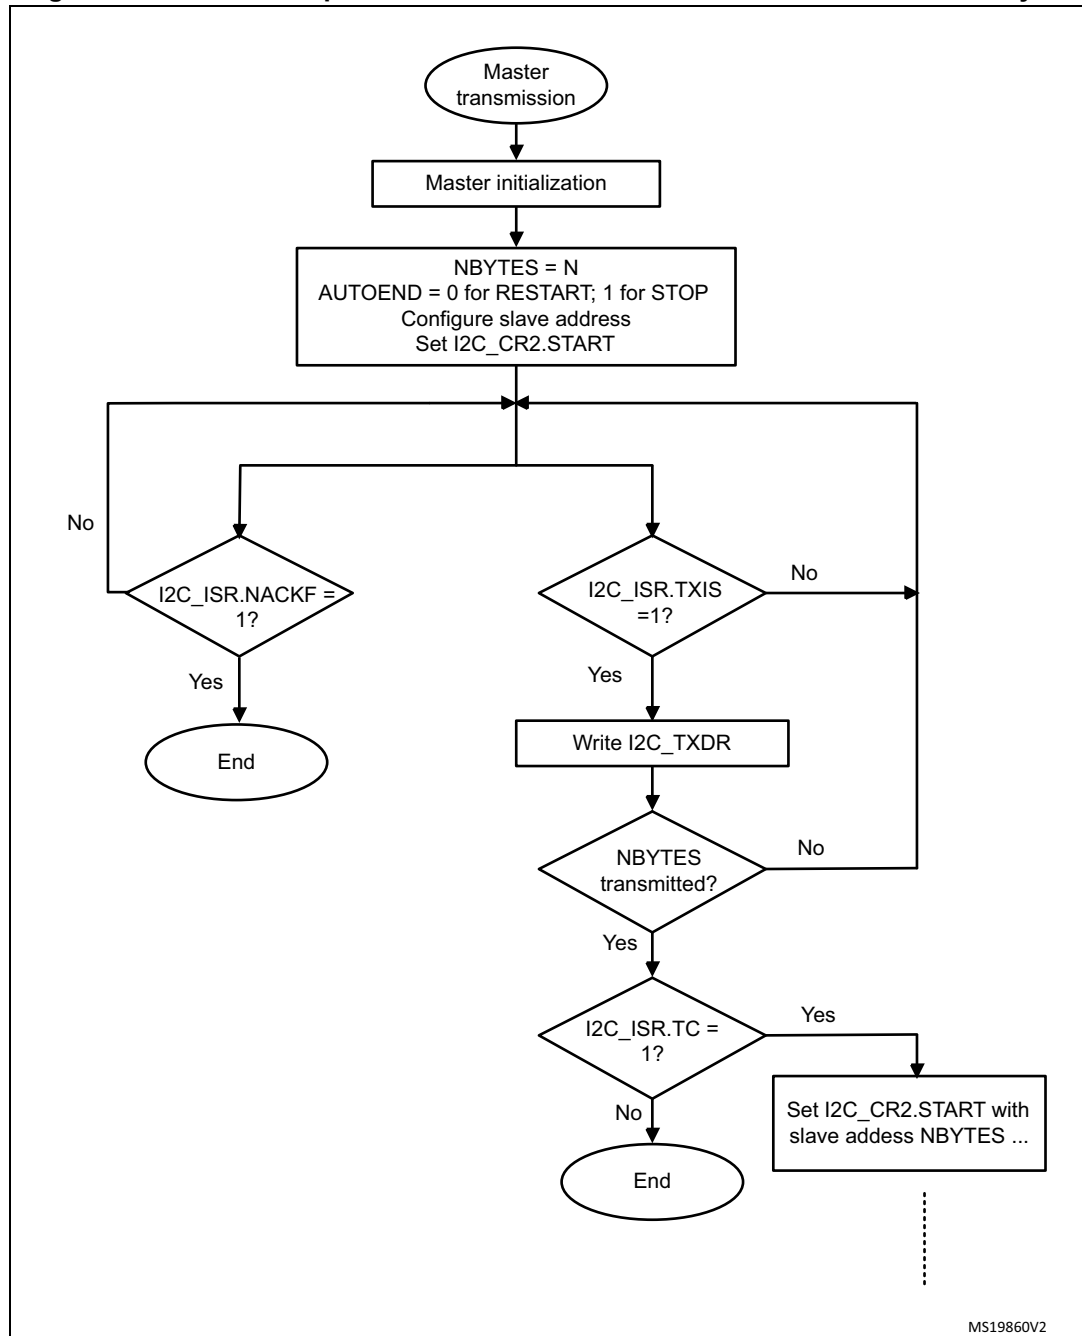 Master
transmission
Master initialization
NBYTES = N
AUTOEND = 0 for RESTART; 1 for STOP
Configure slave address
Set I2C_CR2.START
No
I2C_ISR.NACKF =
1?
I2C_ISR.TXIS
=1?
No
Yes
Yes
End
Write I2C_TXDR
NBYTES
transmitted?
No
Yes
I2C_ISR.TC =
1?
Yes
No
Set I2C_CR2.START with
slave addess NBYTES ...
End
MS19860V2